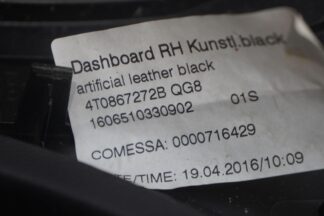 Dashboard RH Kunstl.black
artificial leather black
4T0867272B QG8
1606510330902 01S
COMESSA: 0000716429
DATE/TIME: 19.04.2016/10:09